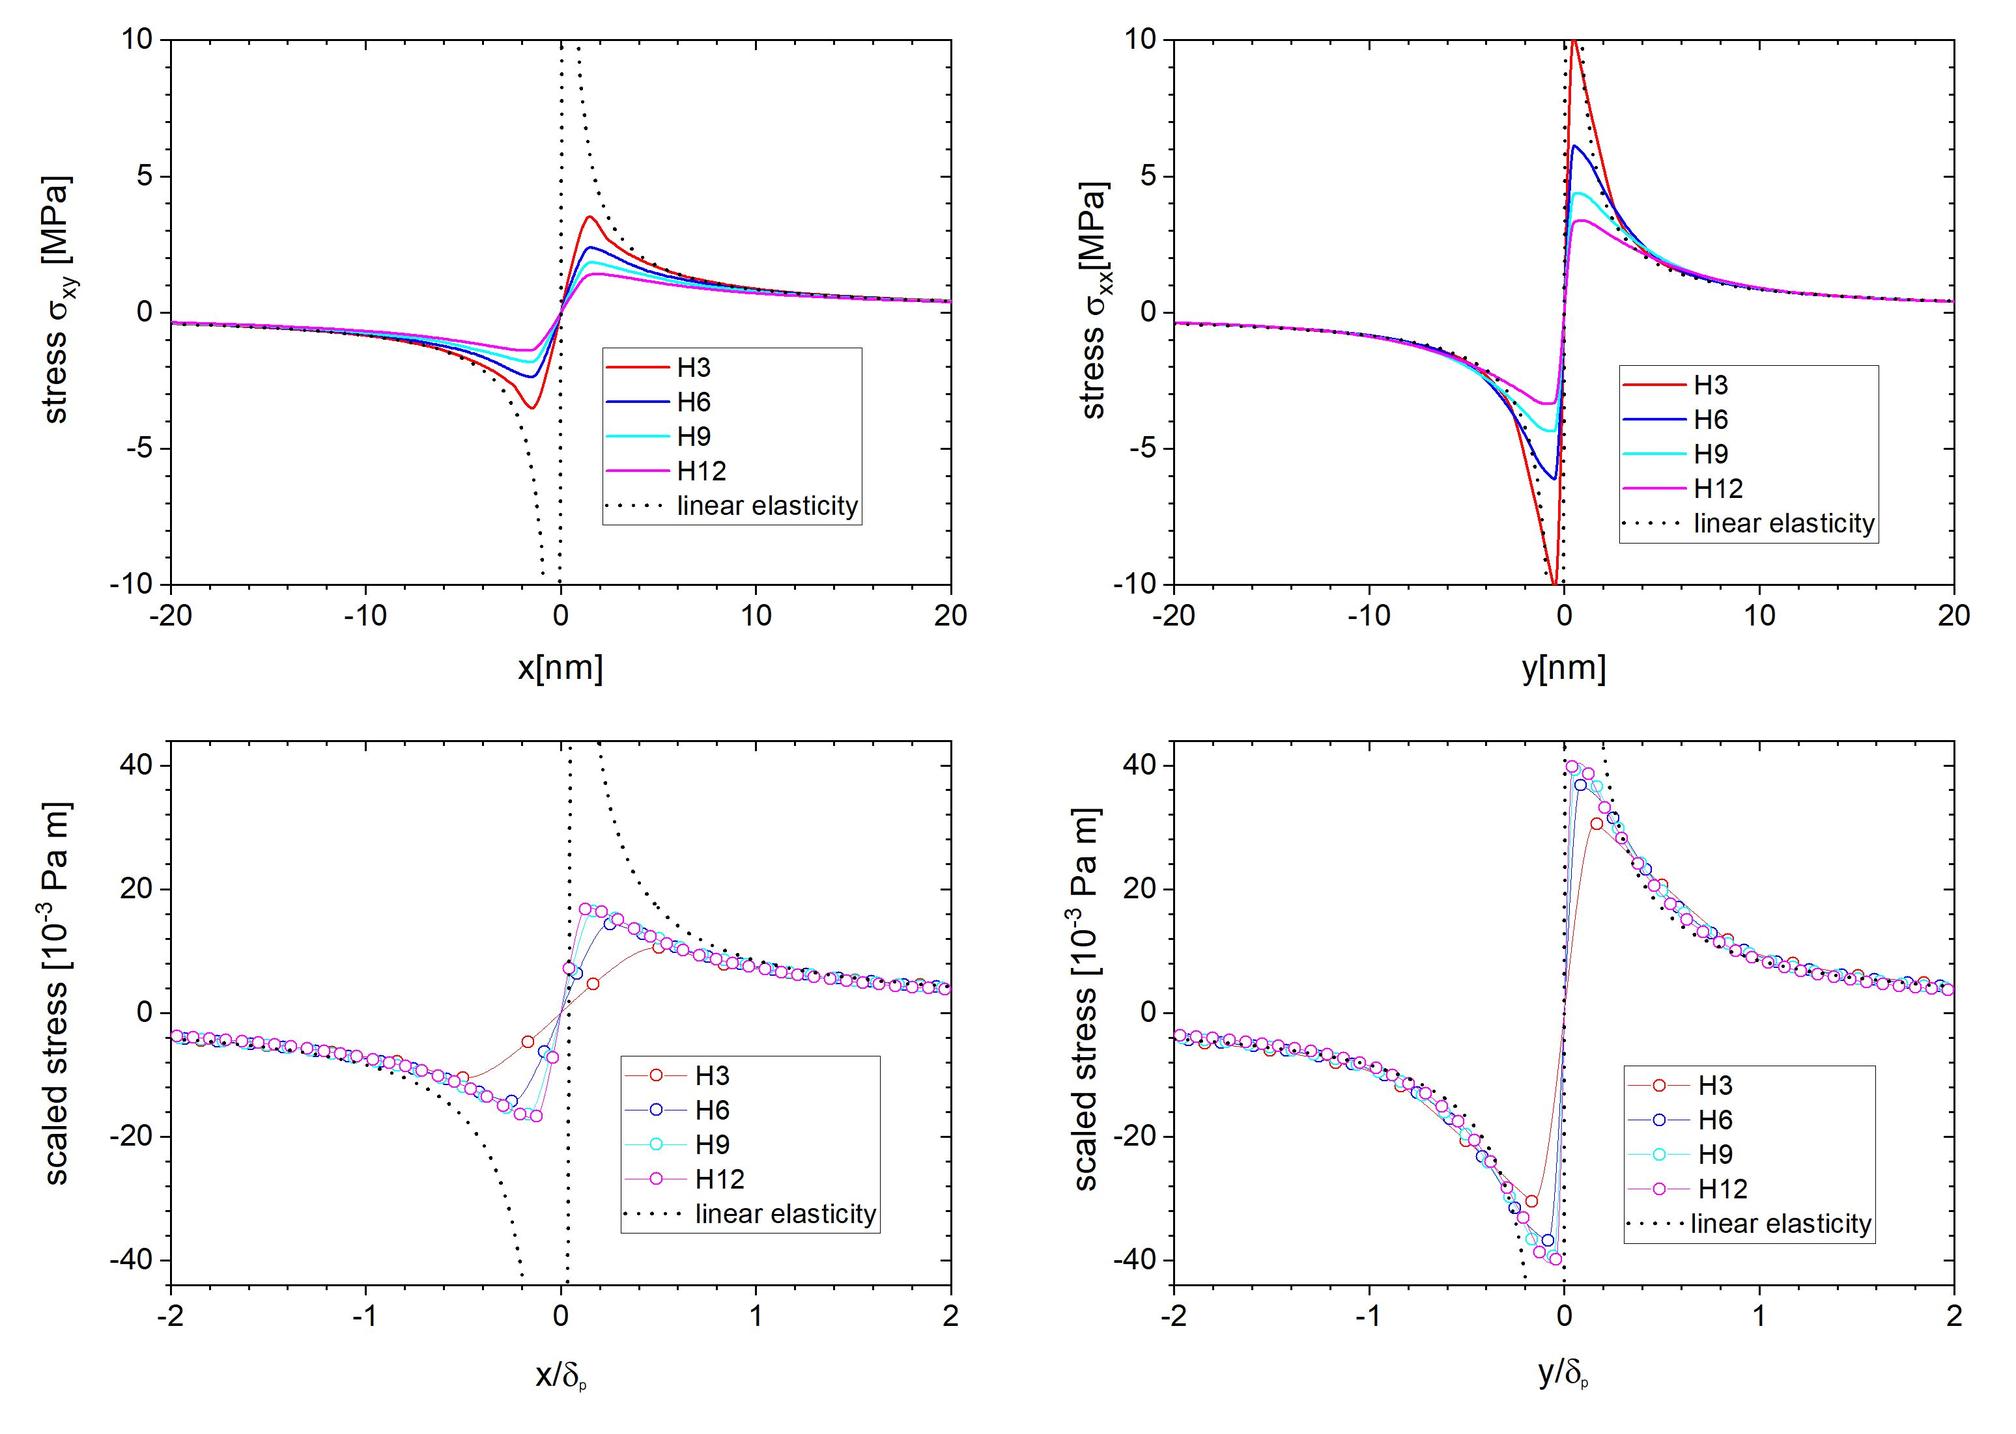 10
5
0
-5
-10
-20
-10
0
10
20
stress σxy [MPa]
x[nm]
H3
H6
H9
H12
linear elasticity
10
5
0
-5
-10
-20
-10
0
10
20
stress σxx[MPa]
y[nm]
H3
H6
H9
H12
linear elasticity
40
20
0
-20
-40
-2
-1
0
1
2
scaled stress [10⁻³ Pa m]
x/δp
H3
H6
H9
H12
linear elasticity
40
20
0
-20
-40
-2
-1
0
1
2
scaled stress [10⁻³ Pa m]
y/δp
H3
H6
H9
H12
linear elasticity